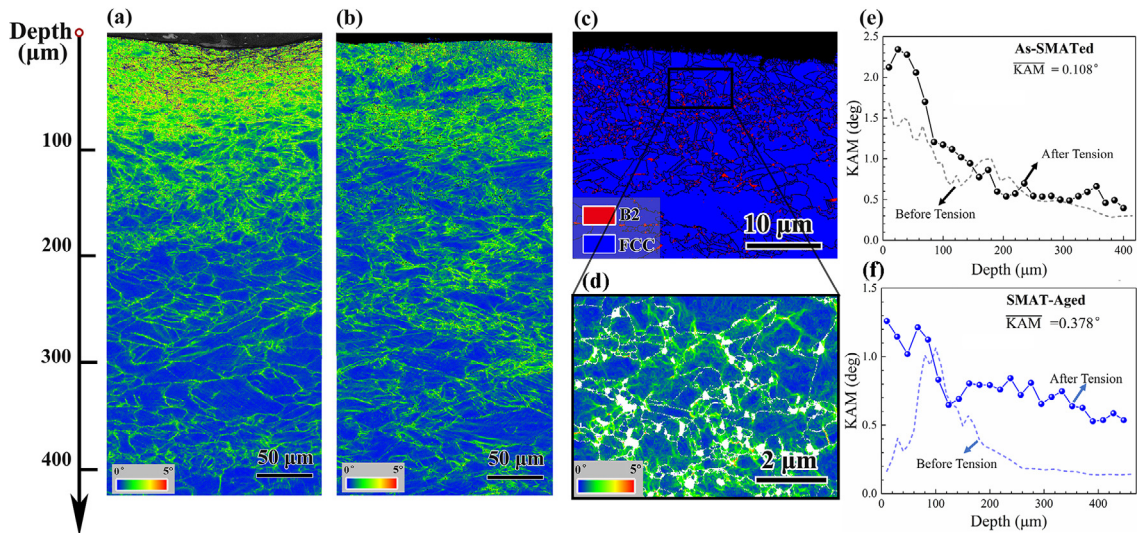 Depth
(μm)
100
200
300
400
(a)
0° 5°
50 μm
(b)
0° 5°
50 μm
(c)
B2
FCC
10 μm
(d)
0° 5°
2 μm
(e)
As-SMATed
KAM = 0.108°
After Tension
Before Tension
KAM (deg)
2.5
2.0
1.5
1.0
0.5
0.0
0 100 200 300 400
Depth (μm)
(f)
SMAT-Aged
KAM =0.378°
After Tension
Before Tension
KAM (deg)
1.5
1.0
0.5
0.0
0 100 200 300 400
Depth (μm)